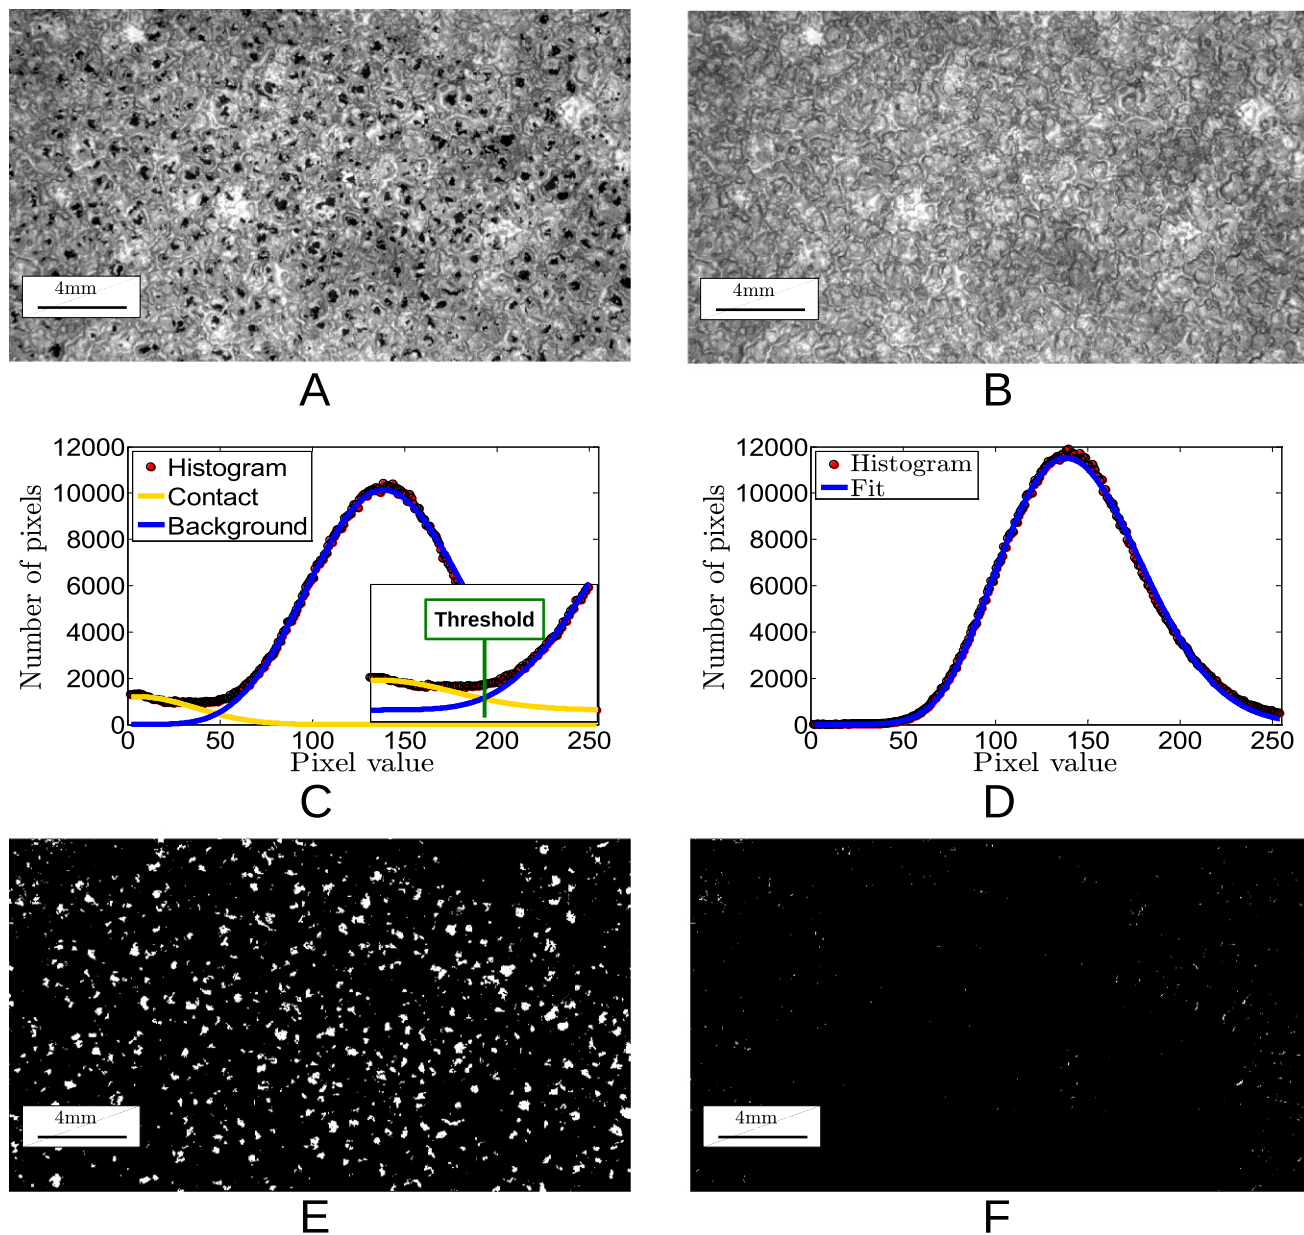 4mm
4mm
A
B
12000
10000
8000
6000
4000
2000
0
Number of pixels
Histogram
Contact
Background
Threshold
0 50 100 150 200 250
Pixel value
C
12000
10000
8000
6000
4000
2000
0
Number of pixels
Histogram
Fit
0 50 100 150 200 250
Pixel value
D
4mm
4mm
E
F